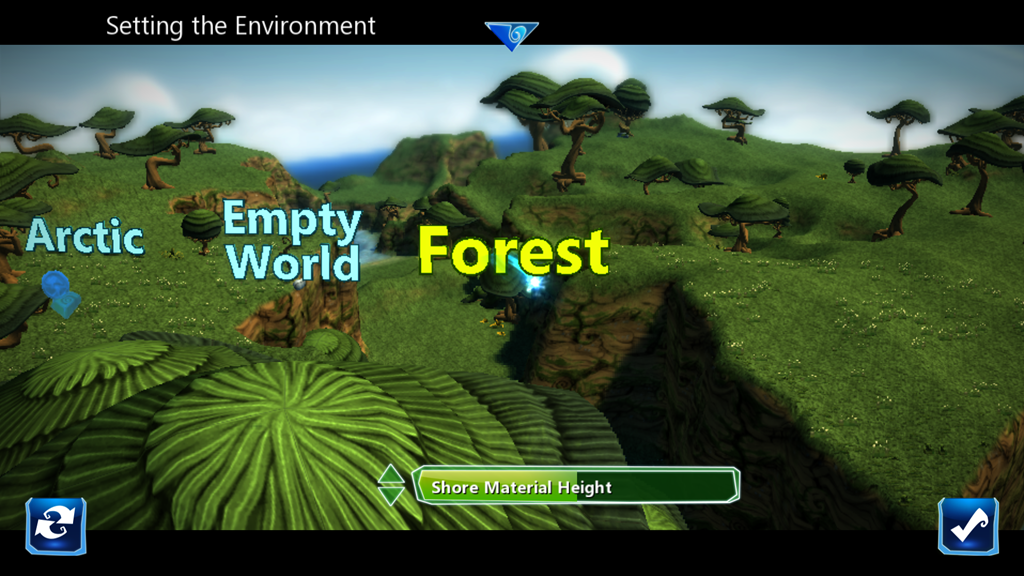 Setting the Environment
Arctic
Empty
World
Forest
Shore Material Height